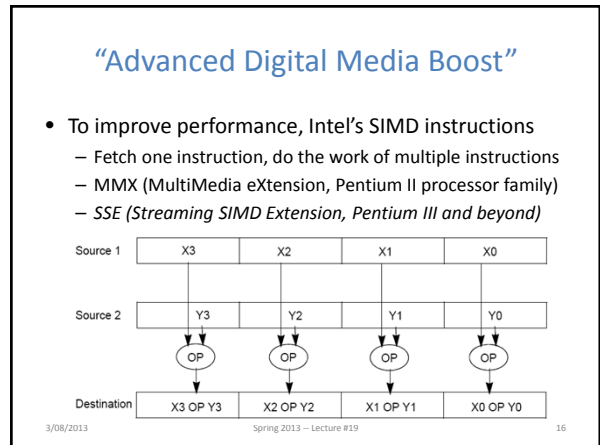 “Advanced Digital Media Boost”
• To improve performance, Intel’s SIMD instructions
– Fetch one instruction, do the work of multiple instructions
– MMX (MultiMedia eXtension, Pentium II processor family)
– SSE (Streaming SIMD Extension, Pentium III and beyond)
Source 1 X3 X2 X1 X0
Source 2 Y3 Y2 Y1 Y0
OP OP OP OP
Destination X3 OP Y3 X2 OP Y2 X1 OP Y1 X0 OP Y0
3/08/2013 Spring 2013 -- Lecture #19 16